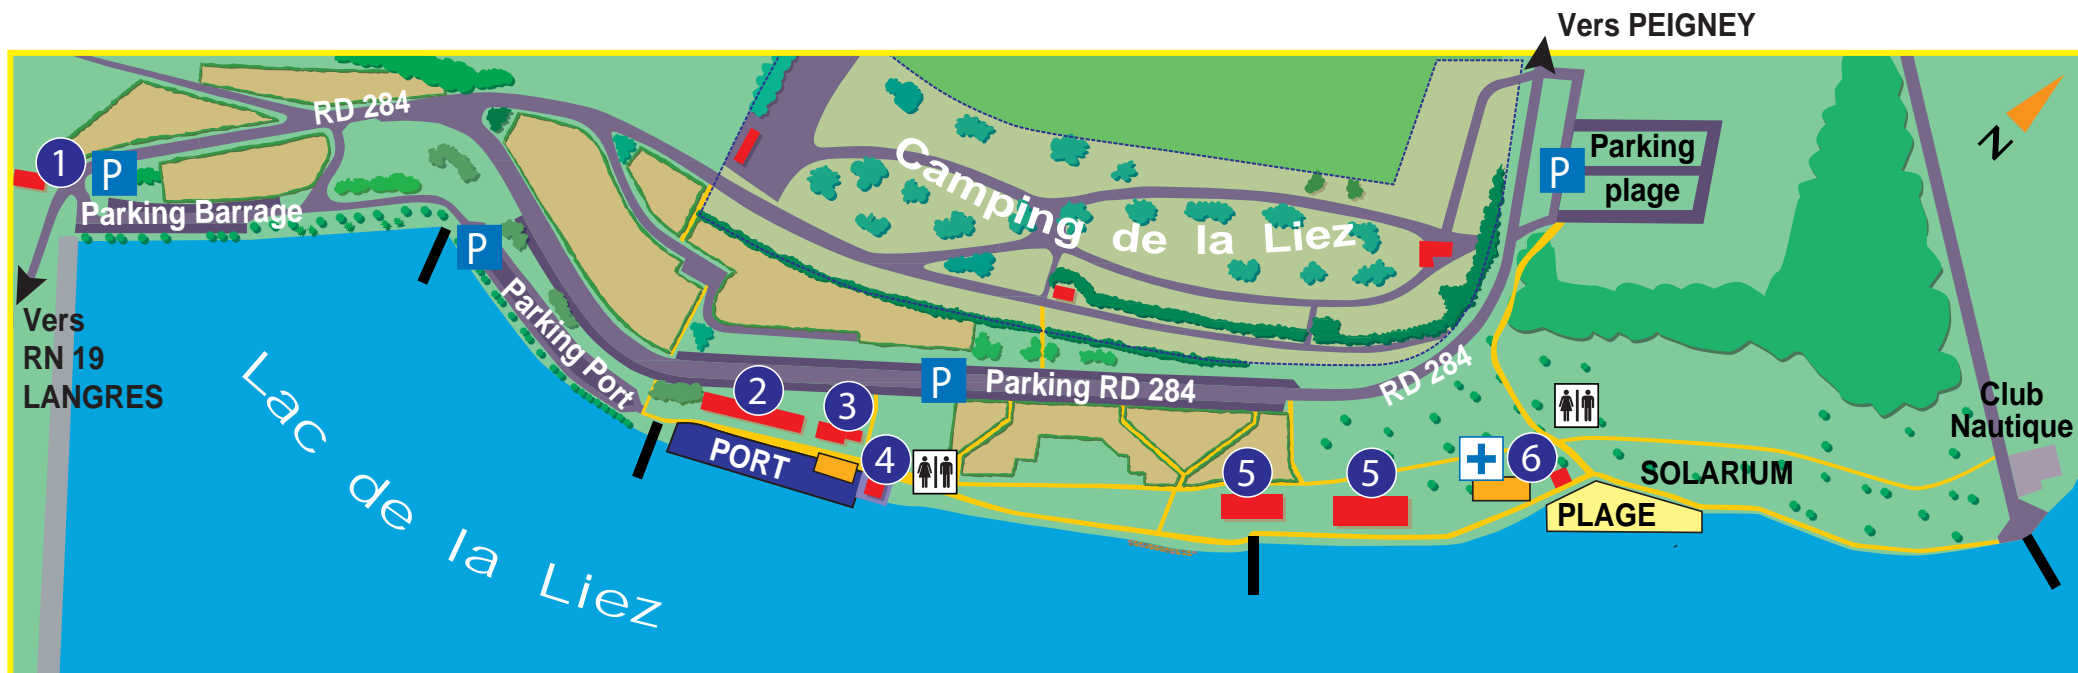 Vers PEIGNEY
RD 284
N
1
P
P
Parking
plage
Parking Barrage
Camping de la Liez
P
Parking Port
Vers
RN 19
LANGRES
Lac de la Liez
2
3
P
Parking RD 284
RD 284
Club
Nautique
PORT
4
5
5
6
SOLARIUM
PLAGE